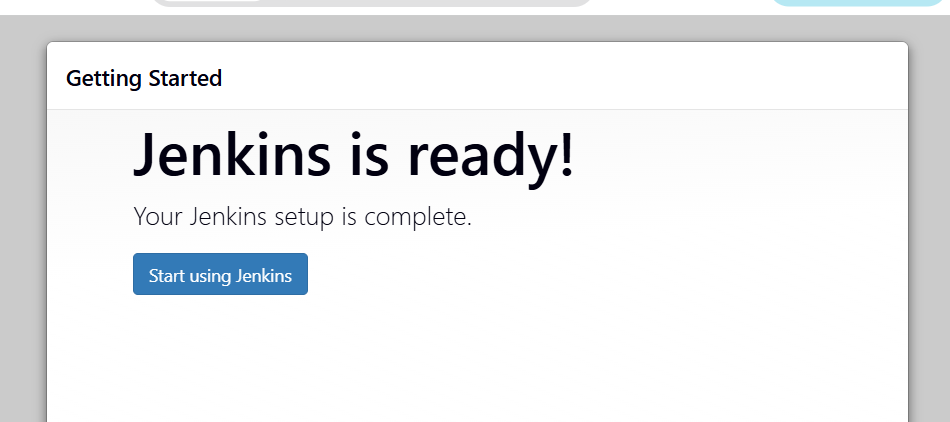 Getting Started
Jenkins is ready!
Your Jenkins setup is complete.
Start using Jenkins